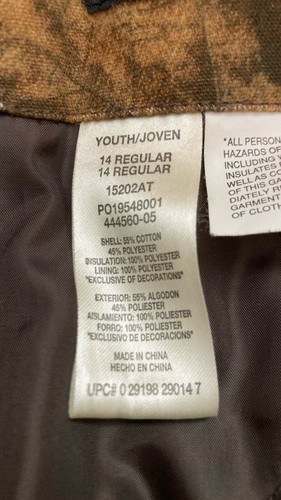 YOUTH/JOVEN
14 REGULAR
14 REGULAR
15202AT
PO19548001
444560-05
SHELL: 55% COTTON
45% POLYESTER
INSULATION: 100% POLYESTER
LINING: 100% POLYESTER
"EXCLUSIVE OF DECORATIONS"
EXTERIOR: 55% ALGODON
45% POLIESTER
AISLAMIENTO: 100% POLIESTER
FORRO: 100% POLIESTER
"EXCLUSIVO DE DECORACIONS"
MADE IN CHINA
HECHO EN CHINA
UPC# 0 29198 29014 7
"ALL PERSON
HAZARDS OF
INCLUDING
INSULATES
WELL AS CO
OF THIS GA
GARMENT
OF CLOTH